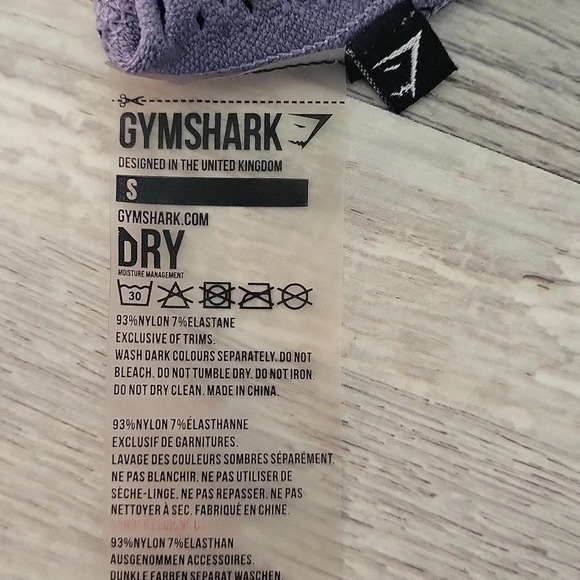 GYMSHARK
DESIGNED IN THE UNITED KINGDOM
S
GYMSHARK.COM
DRY
MOISTURE MANAGEMENT
30
93%NYLON 7%ELASTANE
EXCLUSIVE OF TRIMS.
WASH DARK COLOURS SEPARATELY. DO NOT
BLEACH. DO NOT TUMBLE DRY. DO NOT IRON.
DO NOT DRY CLEAN. MADE IN CHINA.
93%NYLON 7%ÉLASTHANNE
EXCLUSIF DE GARNITURES.
LAVAGE DES COULEURS SOMBRES SÉPARÉMENT.
NE PAS BLANCHIR. NE PAS UTILISER DE
SÈCHE-LINGE. NE PAS REPASSER. NE PAS
NETTOYER À SEC. FABRIQUÉ EN CHINE.
93%NYLON 7%ELASTHAN
AUSGENOMMEN ACCESSOIRES.
DUNKLE FARBEN SEPARAT WASCHEN.